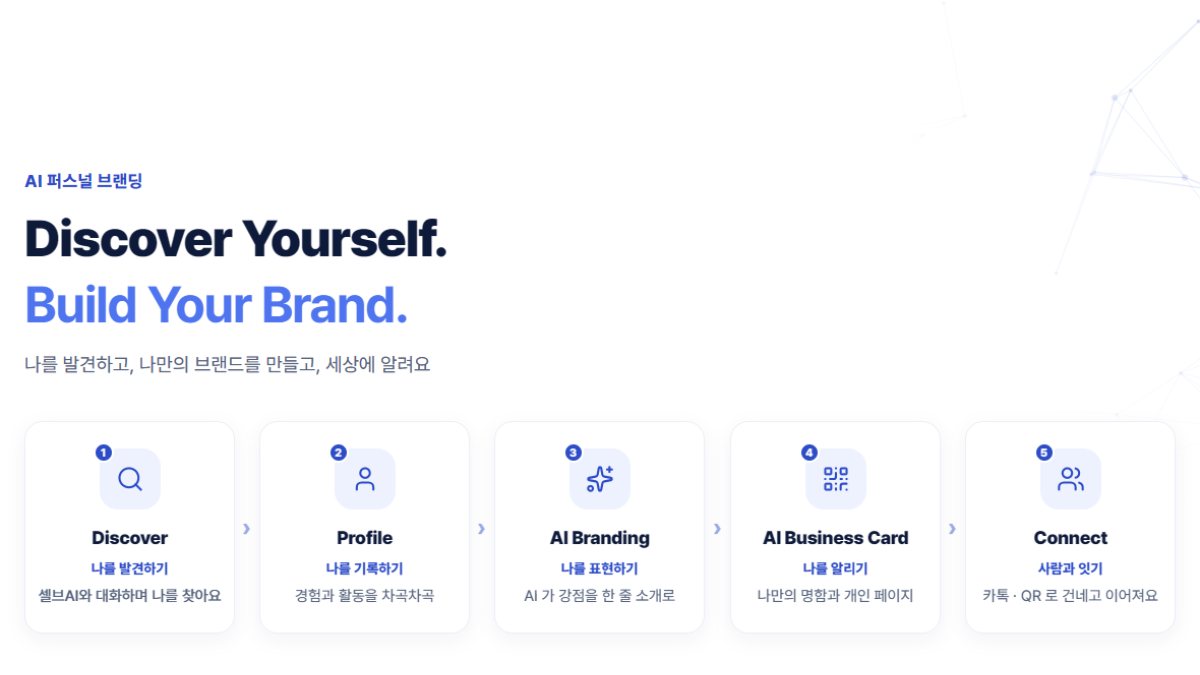 AI 퍼스널 브랜딩
Discover Yourself.
Build Your Brand.
나를 발견하고, 나만의 브랜드를 만들고, 세상에 알려요
1
Discover
나를 발견하기
셀브AI와 대화하며 나를 찾아요
›
2
Profile
나를 기록하기
경험과 활동을 차곡차곡
›
3
AI Branding
나를 표현하기
AI 가 강점을 한 줄 소개로
›
4
AI Business Card
나를 알리기
나만의 명함과 개인 페이지
›
5
Connect
사람과 잇기
카톡 · QR 로 건네고 이어져요